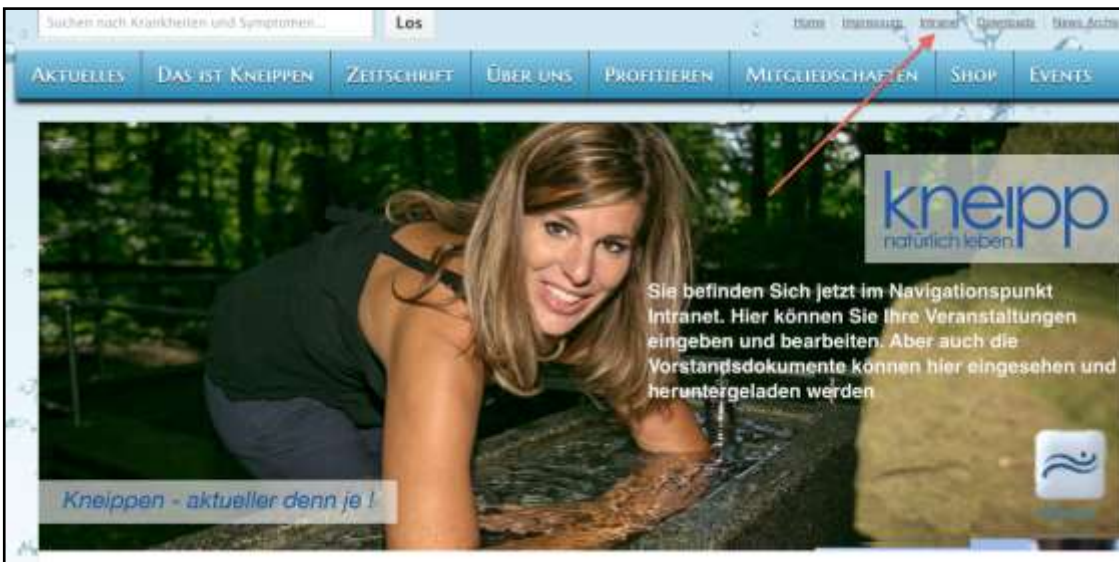 Suchen nach Krankheiten und Symptomen...
Los
Home Impressum Intranet Downloads News Archiv
AKTUELLES DAS IST KNEIPPEN ZEITSCHRIFT ÜBER UNS PROFITIEREN MITGLIEDSCHAFTEN SHOP EVENTS
kneipp
natürlich leben
Sie befinden Sich jetzt im Navigationspunkt
Intranet. Hier können Sie Ihre Veranstaltungen
eingeben und bearbeiten. Aber auch die
Vorstandsdokumente können hier eingesehen und
heruntergeladen werden
Kneippen - aktueller denn je !